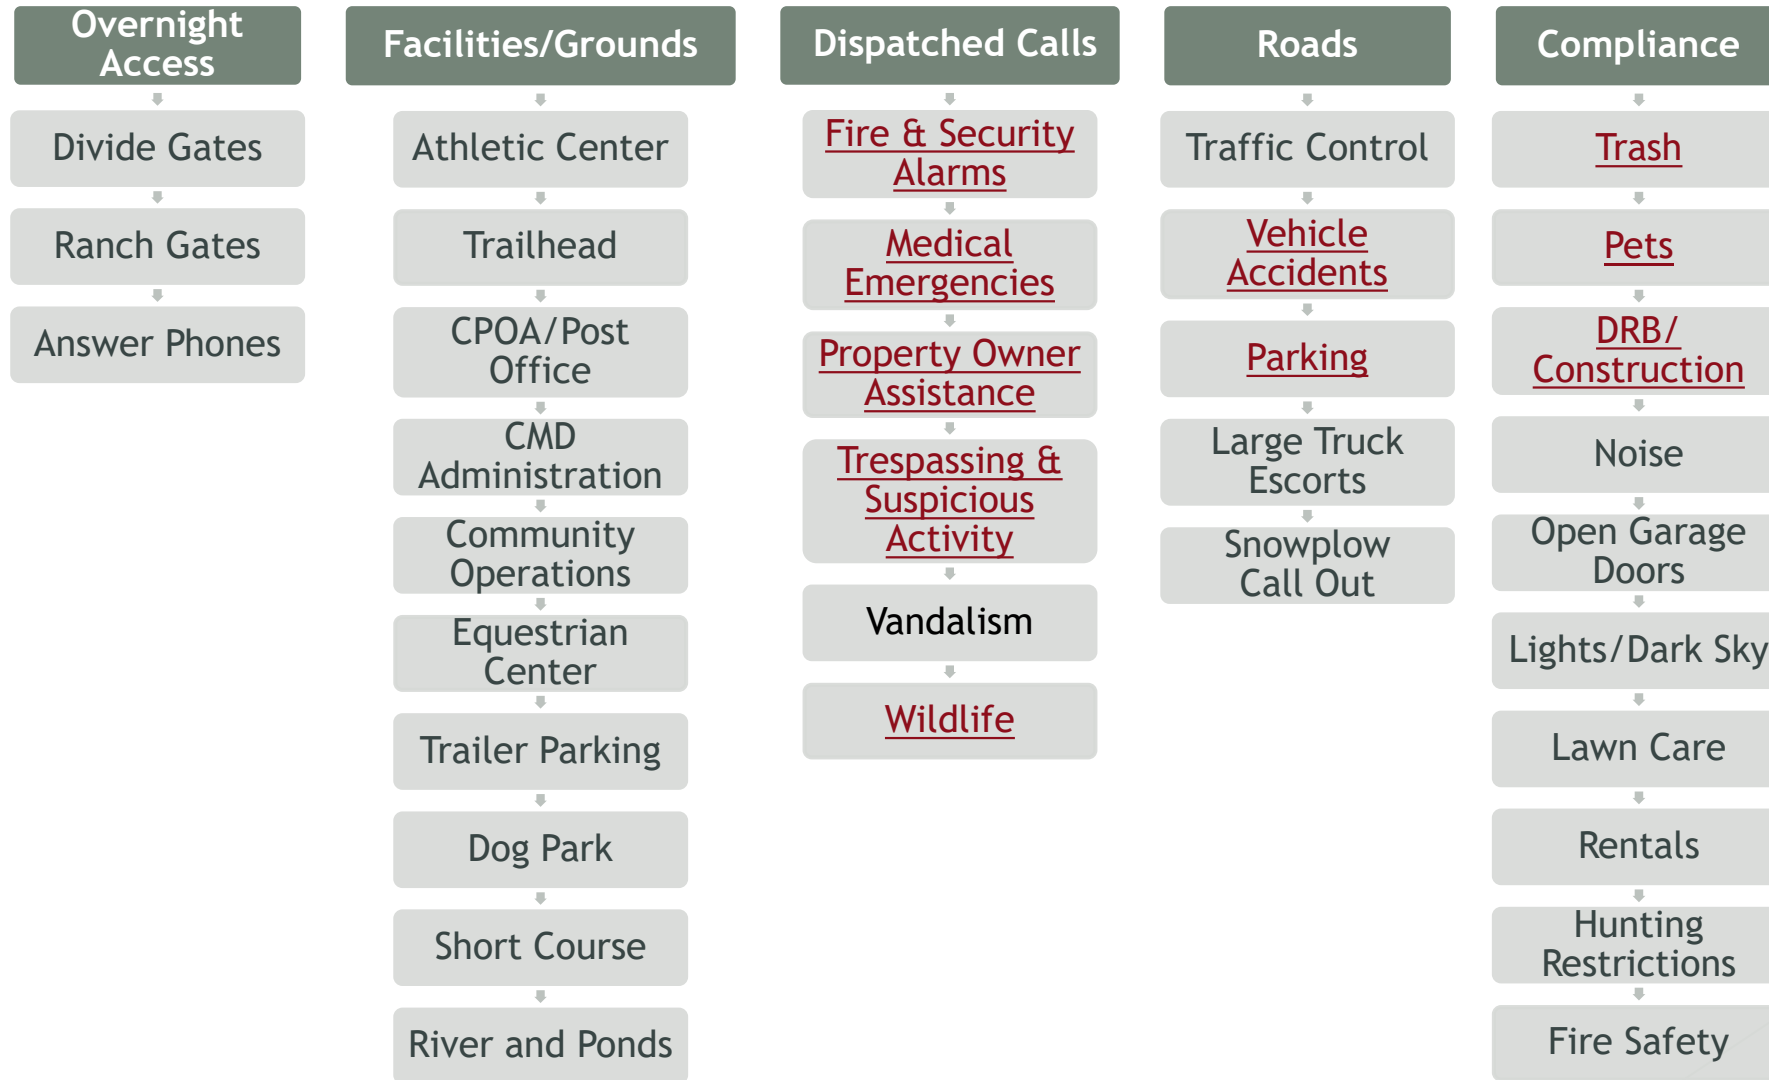 Overnight
Access
Divide Gates
Ranch Gates
Answer Phones
Facilities/Grounds
Athletic Center
Trailhead
CPOA/Post
Office
CMD
Administration
Community
Operations
Equestrian
Center
Trailer Parking
Dog Park
Short Course
River and Ponds
Dispatched Calls
Fire & Security
Alarms
Medical
Emergencies
Property Owner
Assistance
Trespassing &
Suspicious
Activity
Vandalism
Wildlife
Roads
Traffic Control
Vehicle
Accidents
Parking
Large Truck
Escorts
Snowplow
Call Out
Compliance
Trash
Pets
DRB/
Construction
Noise
Open Garage
Doors
Lights/Dark Sky
Lawn Care
Rentals
Hunting
Restrictions
Fire Safety